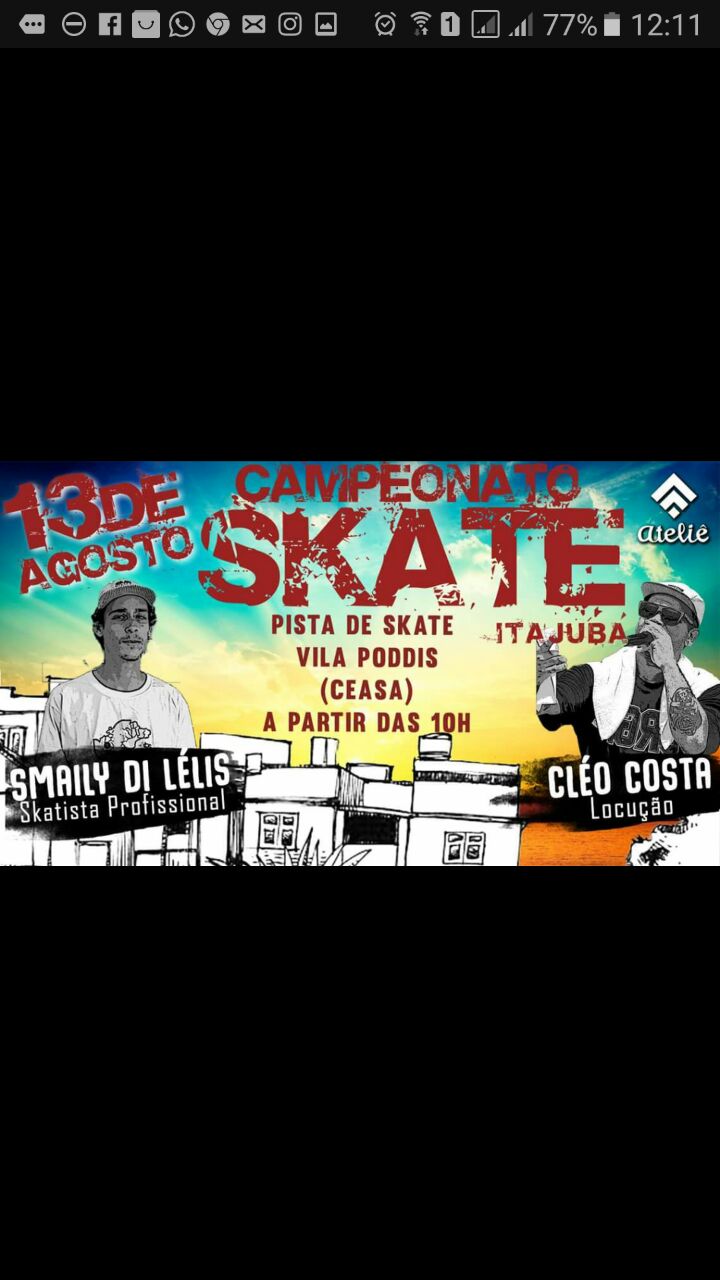 77% 12:11
1
13 DE
AGOSTO
CAMPEONATO
SKATE
ITAJUBÁ
ateliê
PISTA DE SKATE
VILA PODDIS
(CEASA)
A PARTIR DAS 10H
SMAILY DI LÉLIS
Skatista Profissional
CLÉO COSTA
Locução